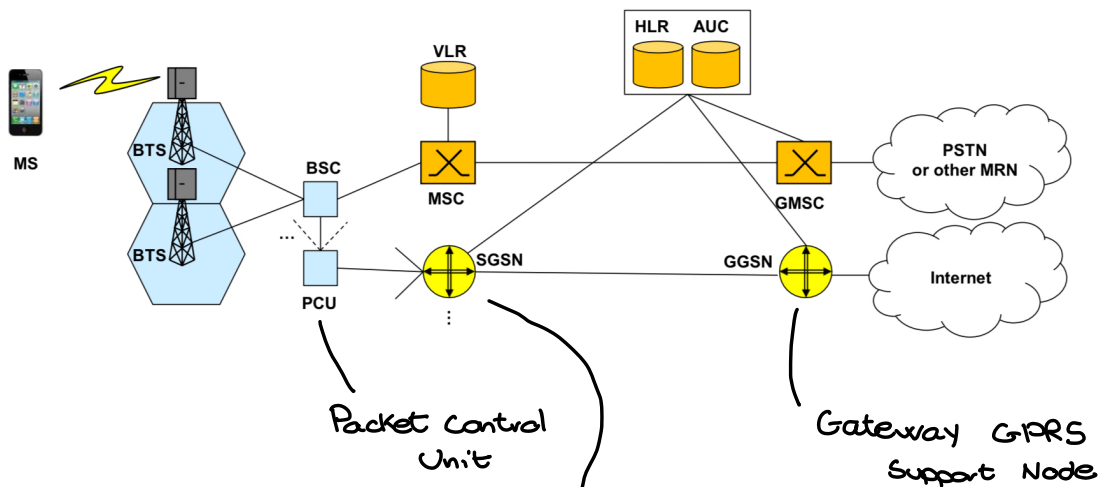 HLR AUC
VLR
MS
BTS
BSC
MSC
GMSC
PSTN
or other MRN
BTS
...
PCU
SGSN
GGSN
Internet
...
Packet control
Unit
Gateway GPRS
Support Node